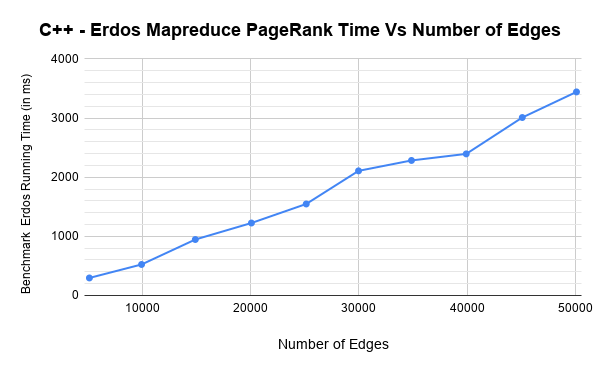 C++ - Erdos Mapreduce PageRank Time Vs Number of Edges
Benchmark  Erdos Running Time (in ms)
4000
3000
2000
1000
0
10000 20000 30000 40000 50000
Number of Edges